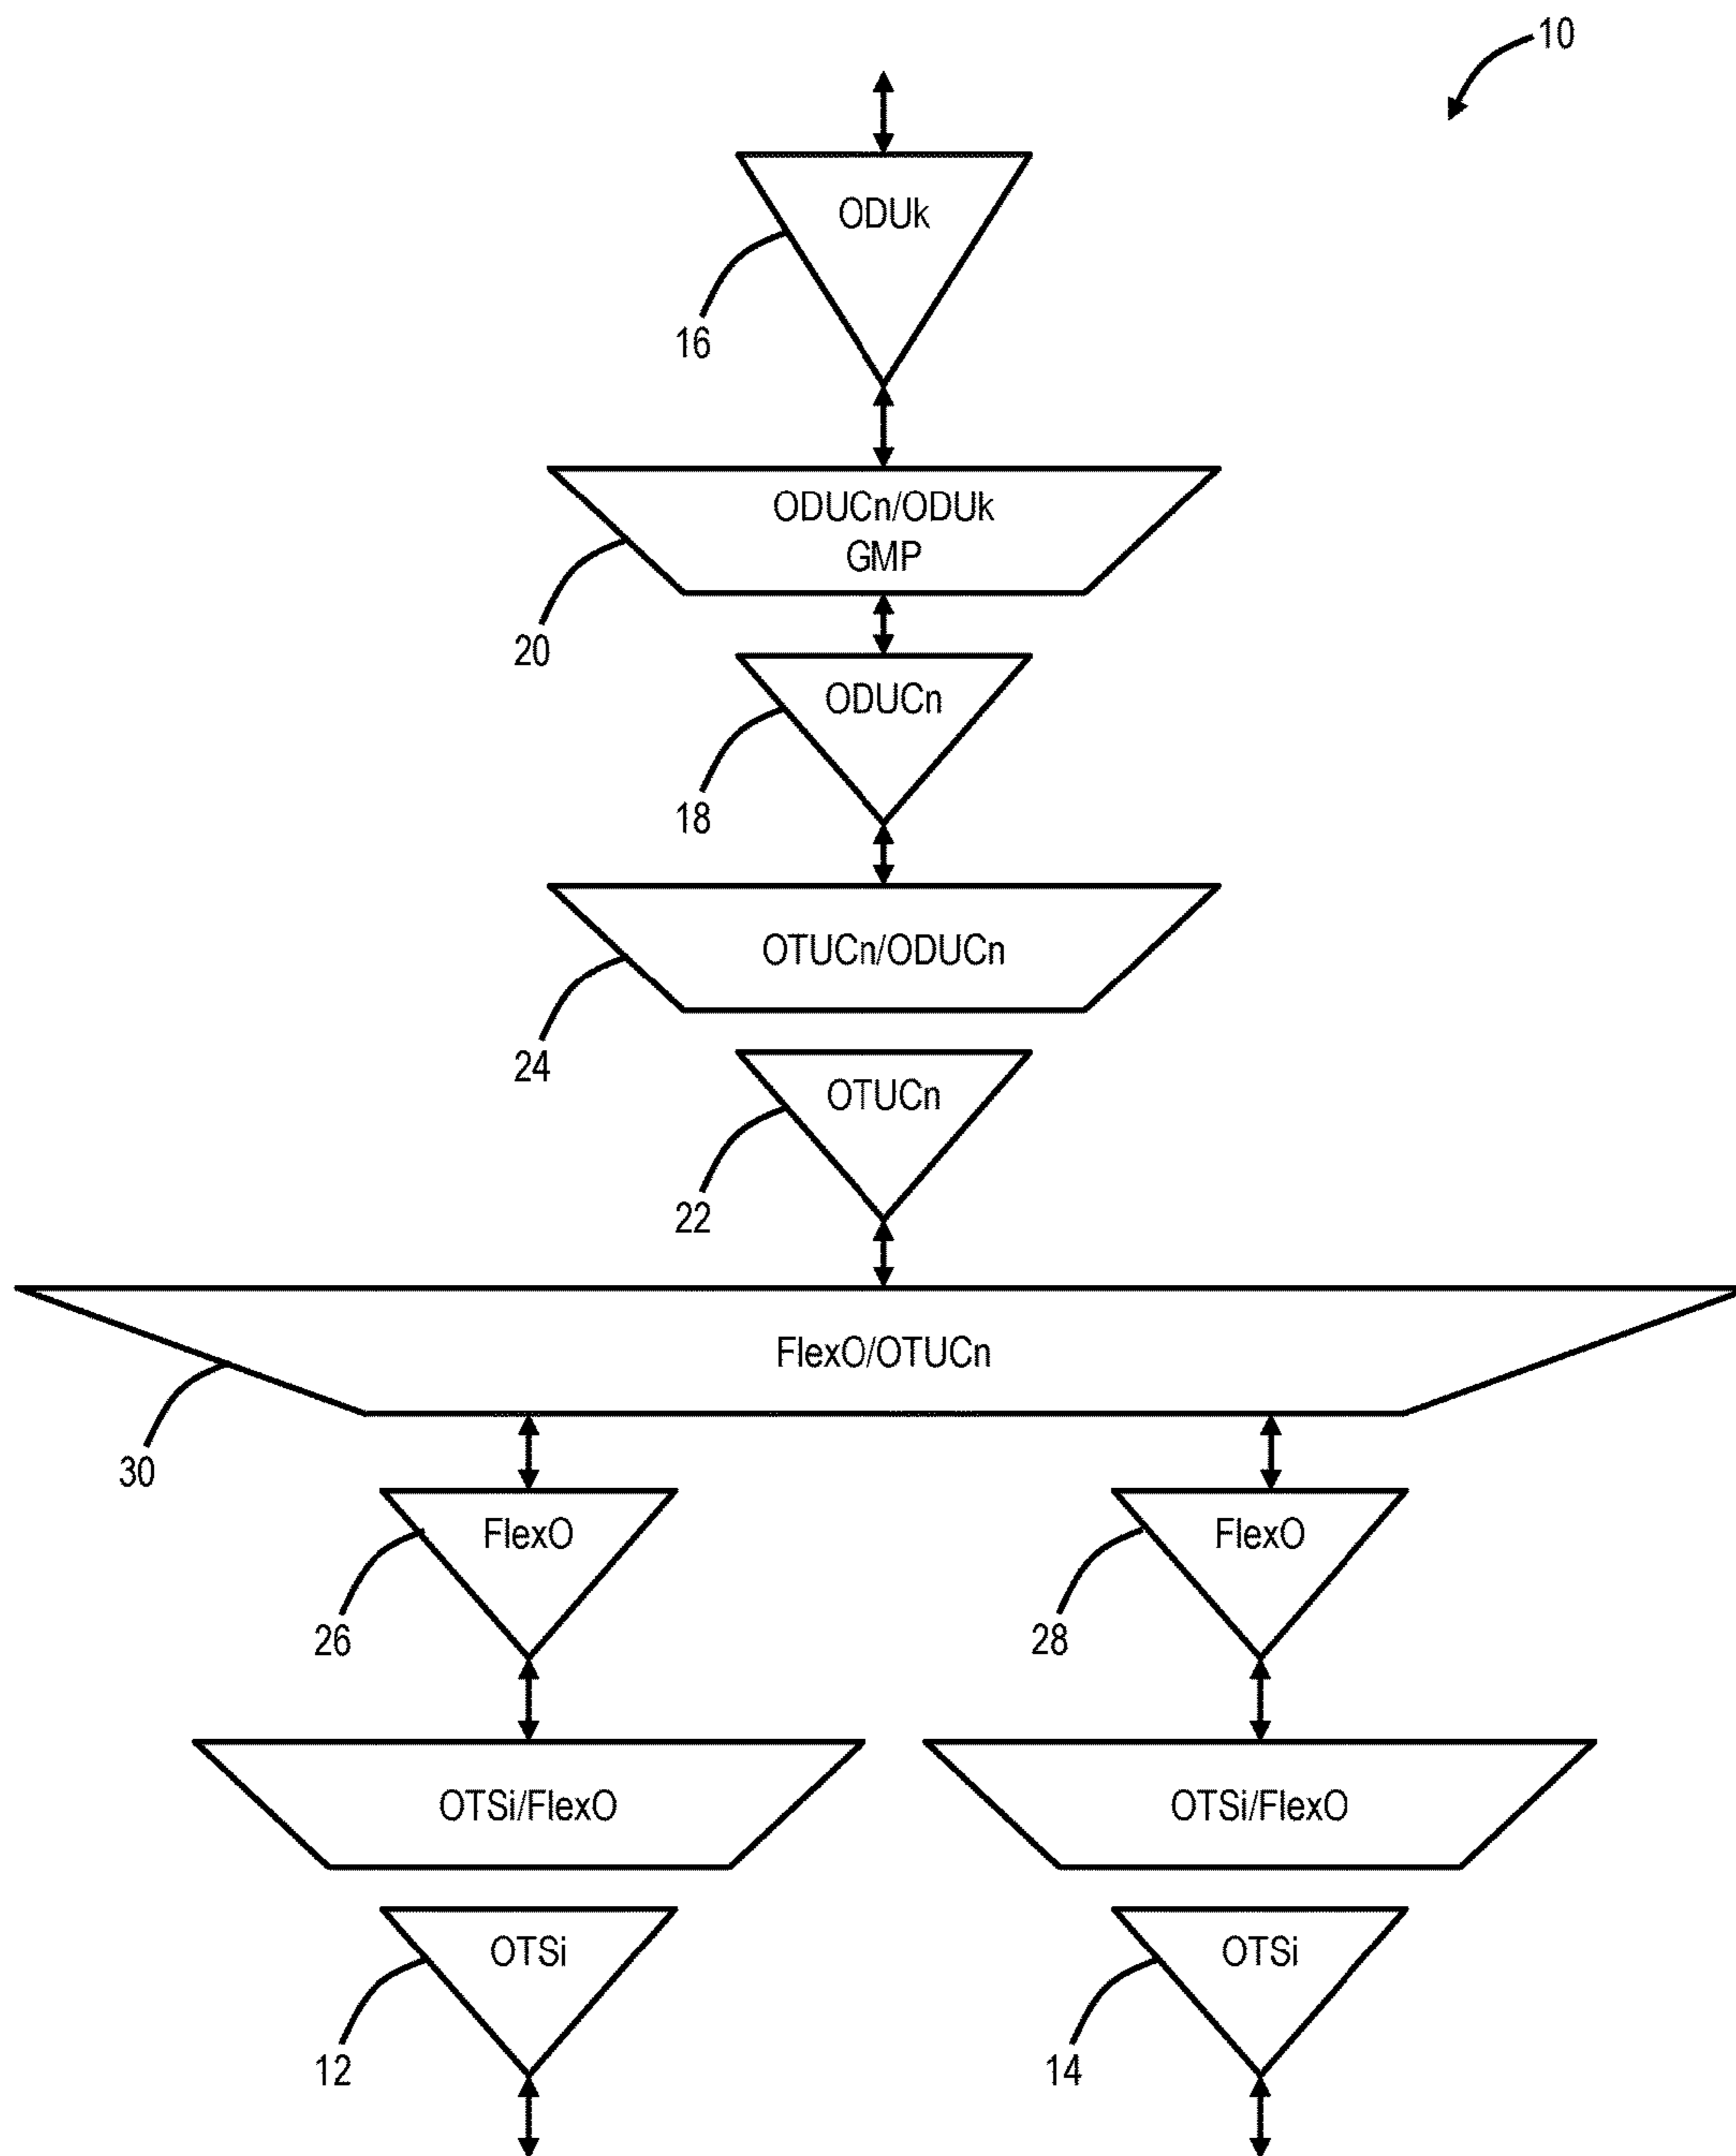 10
ODUk
16
ODUCn/ODUk
GMP
20
ODUCn
18
OTUCn/ODUCn
24
OTUCn
22
FlexO/OTUCn
30
FlexO
FlexO
26
28
OTSi/FlexO
OTSi/FlexO
OTSi
OTSi
12
14